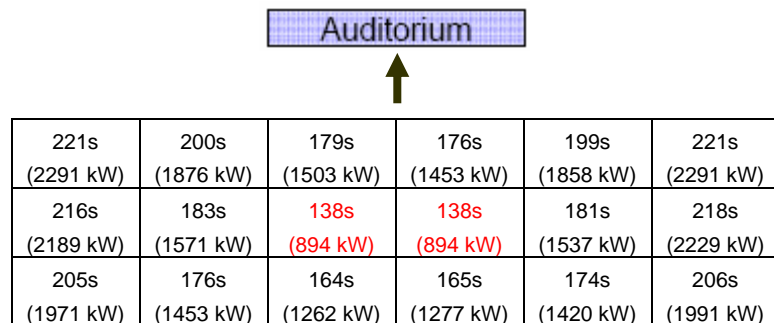 Auditorium
221s 200s 179s 176s 199s 221s
(2291 kW) (1876 kW) (1503 kW) (1453 kW) (1858 kW) (2291 kW)
216s 183s 138s 138s 181s 218s
(2189 kW) (1571 kW) (894 kW) (894 kW) (1537 kW) (2229 kW)
205s 176s 164s 165s 174s 206s
(1971 kW) (1453 kW) (1262 kW) (1277 kW) (1420 kW) (1991 kW)